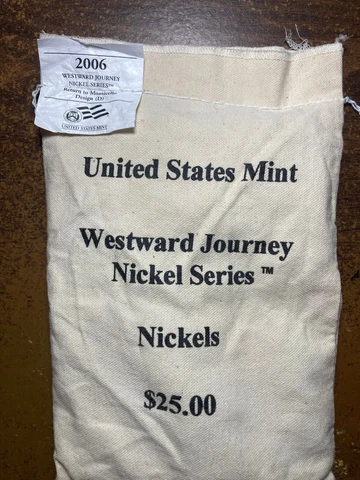 2006
WESTWARD JOURNEY
NICKEL SERIES™
Return to Monticello
Design (D)
UNITED STATES MINT
United States Mint
Westward Journey
Nickel Series ™
Nickels
$25.00